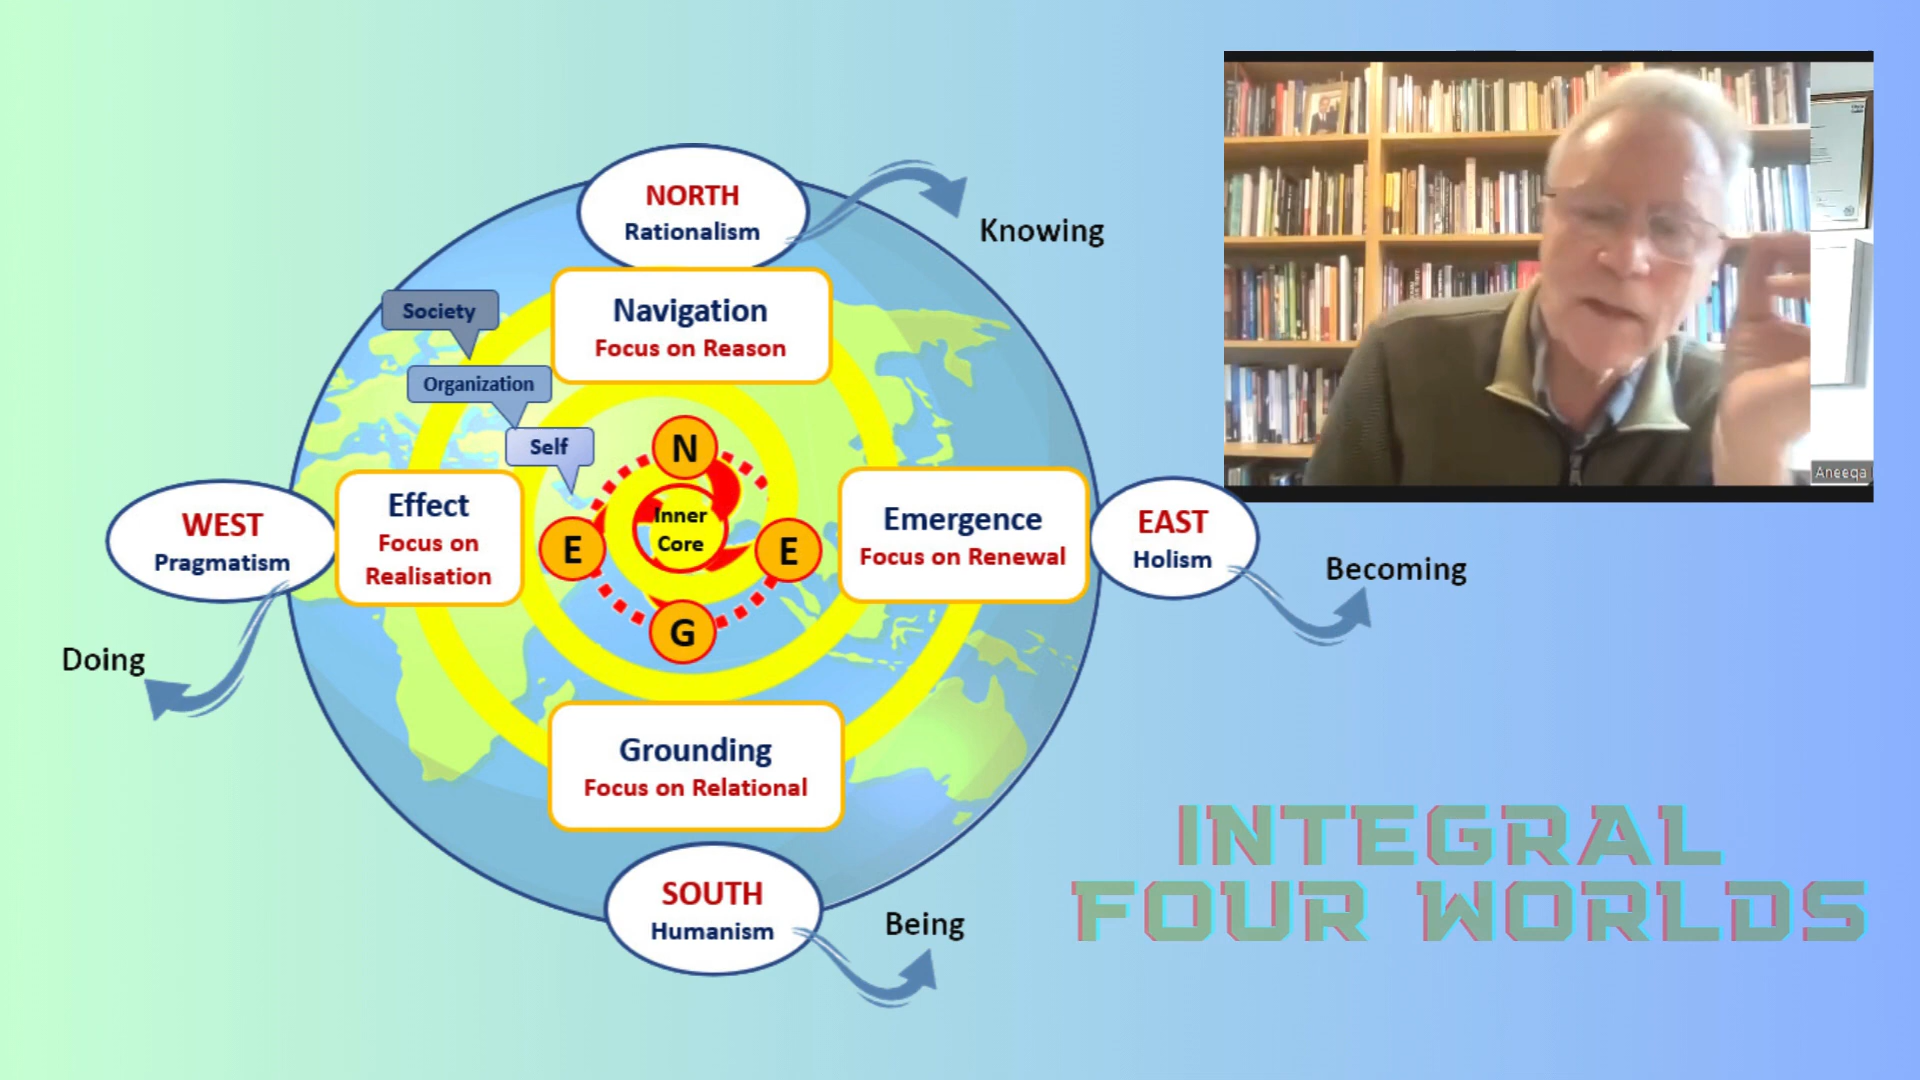 NORTH
Rationalism
Knowing
Navigation
Focus on Reason
Society
Organization
Self
N
Inner
Core
E
E
G
WEST
Pragmatism
Effect
Focus on
Realisation
Emergence
Focus on Renewal
EAST
Holism
Becoming
Doing
Grounding
Focus on Relational
SOUTH
Humanism
Being
Aneeqa
INTEGRAL
FOUR WORLDS